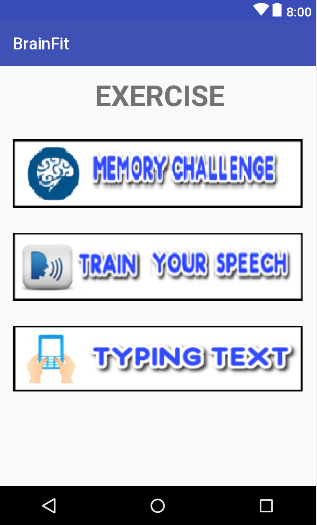 8:00
BrainFit
EXERCISE
MEMORY CHALLENGE
TRAIN YOUR SPEECH
TYPING TEXT